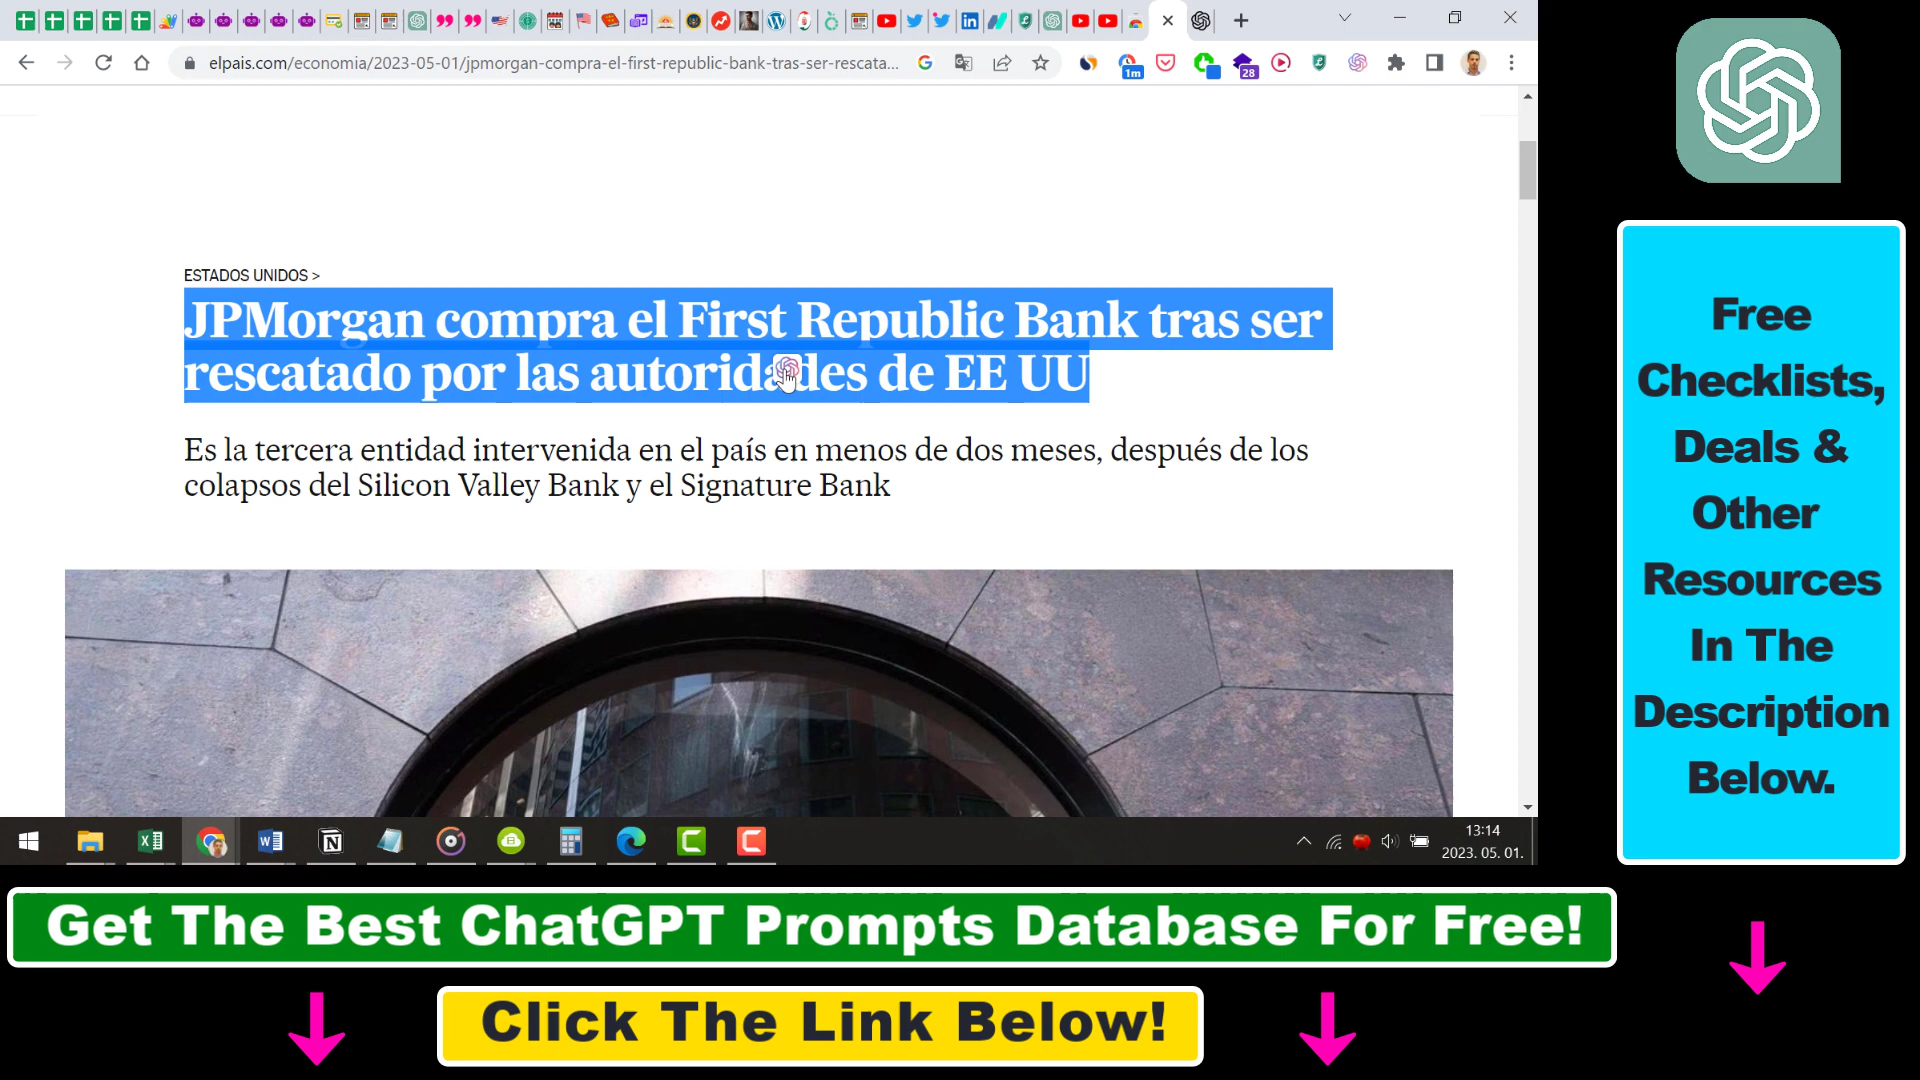 elpais.com/economia/2023-05-01/jpmorgan-compra-el-first-republic-bank-tras-ser-rescata...
1m
28
ESTADOS UNIDOS >
JPMorgan compra el First Republic Bank tras ser
rescatado por las autoridades de EE UU
Es la tercera entidad intervenida en el país en menos de dos meses, después de los
colapsos del Silicon Valley Bank y el Signature Bank
13:14
2023. 05. 01.
Free
Checklists,
Deals &
Other
Resources
In The
Description
Below.
Get The Best ChatGPT Prompts Database For Free!
Click The Link Below!